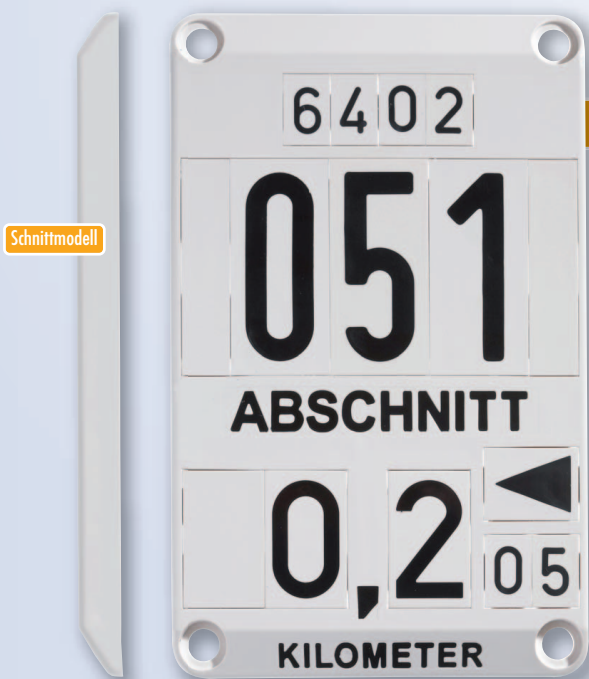 6402
Schnittmodell
051
ABSCHNITT
0,2
05
KILOMETER